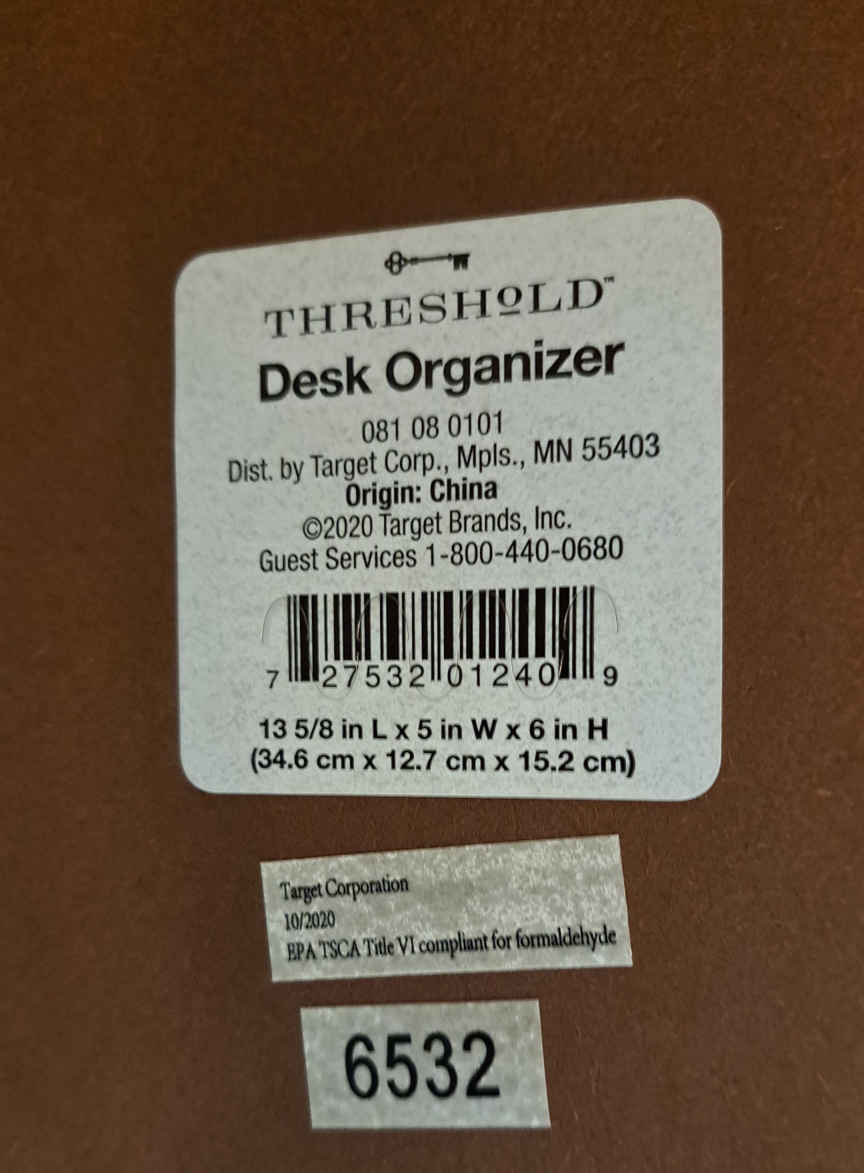 THRESHOLD™
Desk Organizer
081 08 0101
Dist. by Target Corp., Mpls., MN 55403
Origin: China
©2020 Target Brands, Inc.
Guest Services 1-800-440-0680
7 27532 01240 9
13 5/8 in L x 5 in W x 6 in H
(34.6 cm x 12.7 cm x 15.2 cm)
Target Corporation
10/2020
EPA TSCA Title VI compliant for formaldehyde
6532